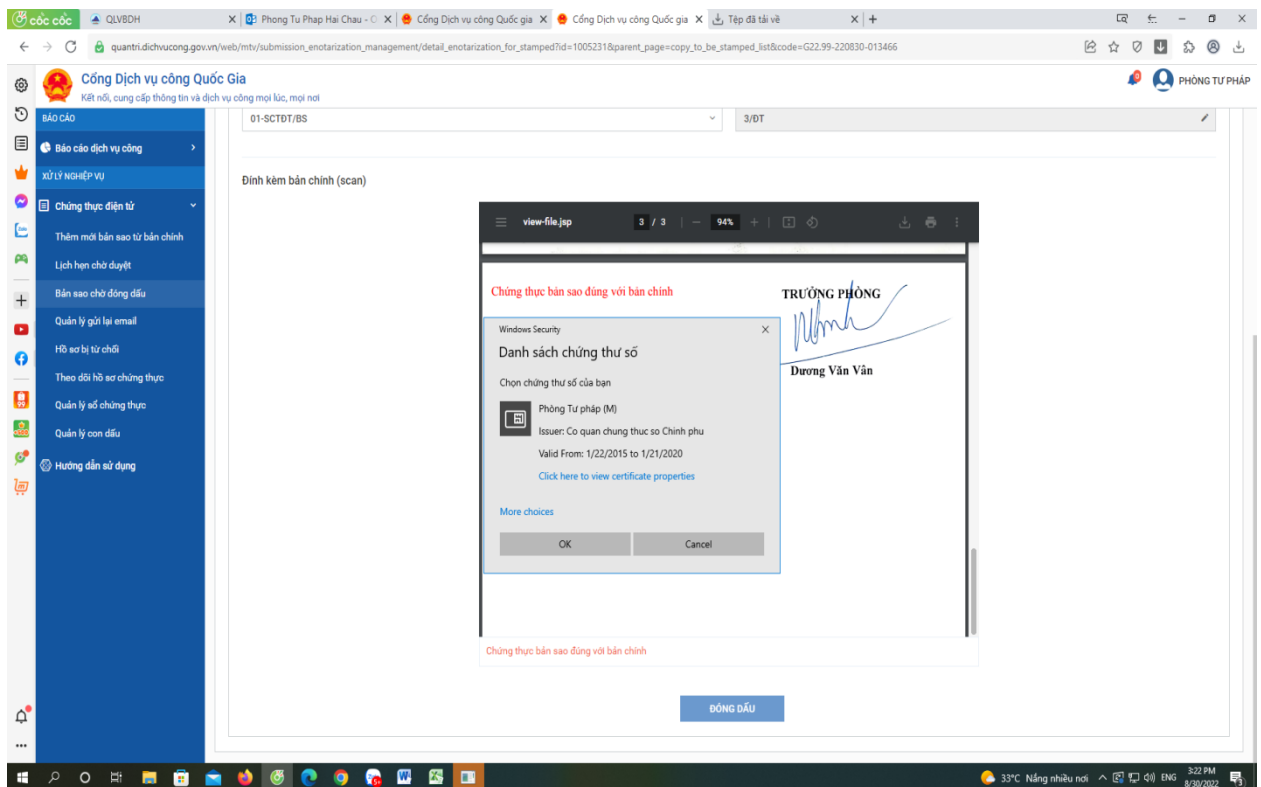 cốc cốc
QLVBDH
Phong Tu Phap Hai Chau - O
Cổng Dịch vụ công Quốc gia
Cổng Dịch vụ công Quốc gia
Tệp đã tải về
quantri.dichvucong.gov.vn/web/mtv/submission_enotarization_management/detail_enotarization_for_stamped?id=1005231&parent_page=copy_to_be_stamped_list&code=G22.99-220830-013466
Cổng Dịch vụ công Quốc Gia
Kết nối, cung cấp thông tin và dịch vụ công mọi lúc, mọi nơi
PHÒNG TƯ PHÁP
BÁO CÁO
Báo cáo dịch vụ công
XỬ LÝ NGHIỆP VỤ
Chứng thực điện tử
Thêm mới bản sao từ bản chính
Lịch hẹn chờ duyệt
Bản sao chờ đóng dấu
Quản lý gửi lại email
Hồ sơ bị từ chối
Theo dõi hồ sơ chứng thực
Quản lý sổ chứng thực
Quản lý con dấu
Hướng dẫn sử dụng
01-SCTĐT/BS
3/ĐT
Đính kèm bản chính (scan)
view-file.jsp
3 / 3
94%
Chứng thực bản sao đúng với bản chính
TRƯỞNG PHÒNG
Dương Văn Vân
Windows Security
Danh sách chứng thư số
Chọn chứng thư số của bạn
Phòng Tư pháp (M)
Issuer: Co quan chung thuc so Chinh phu
Valid From: 1/22/2015 to 1/21/2020
Click here to view certificate properties
More choices
OK
Cancel
Chứng thực bản sao đúng với bản chính
ĐÓNG DẤU
33°C Nắng nhiều nơi
ENG
3:22 PM
8/30/2022